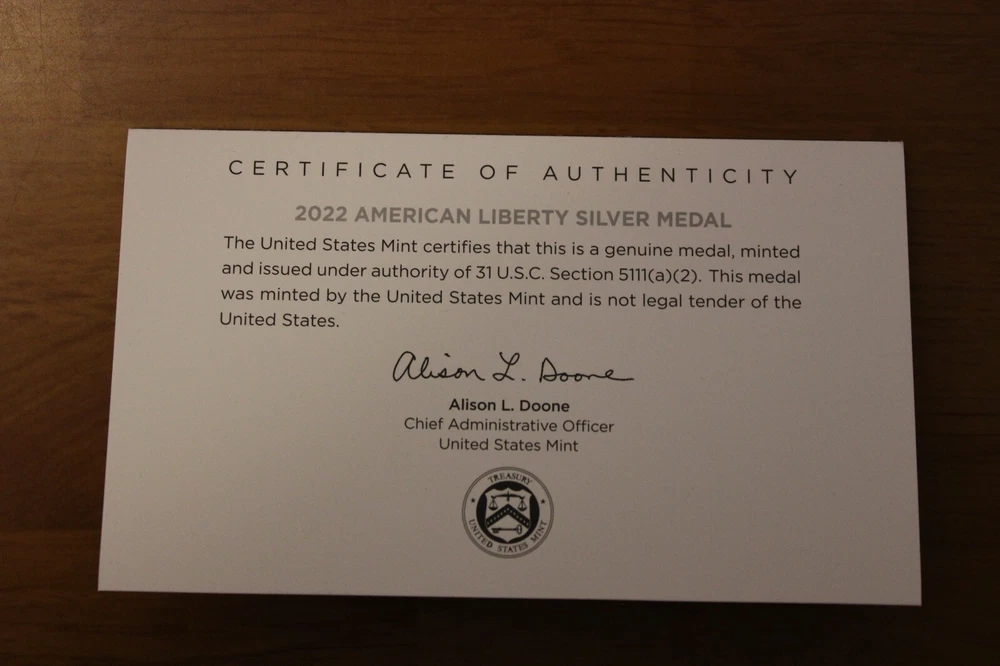 CERTIFICATE OF AUTHENTICITY
2022 AMERICAN LIBERTY SILVER MEDAL
The United States Mint certifies that this is a genuine medal, minted
and issued under authority of 31 U.S.C. Section 5111(a)(2). This medal
was minted by the United States Mint and is not legal tender of the
United States.
Alison L. Doone
Alison L. Doone
Chief Administrative Officer
United States Mint
TREASURY
UNITED STATES MINT